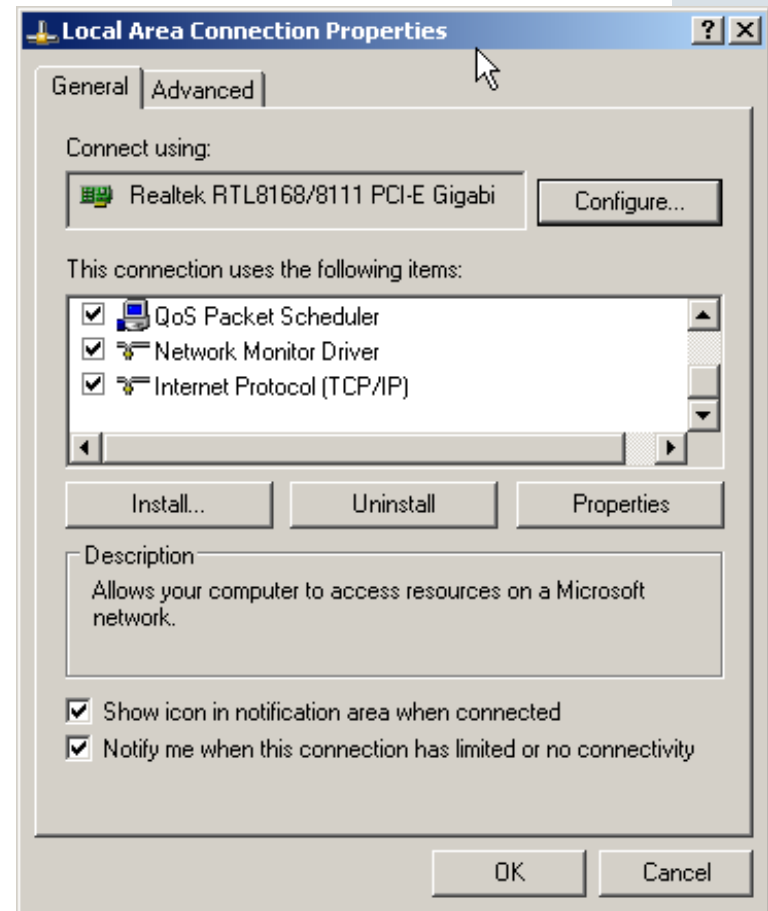 Local Area Connection Properties
General
Advanced
Connect using:
Realtek RTL8168/8111 PCI-E Gigabi
Configure...
This connection uses the following items:
QoS Packet Scheduler
Network Monitor Driver
Internet Protocol (TCP/IP)
Install...
Uninstall
Properties
Description
Allows your computer to access resources on a Microsoft
network.
Show icon in notification area when connected
Notify me when this connection has limited or no connectivity
OK
Cancel